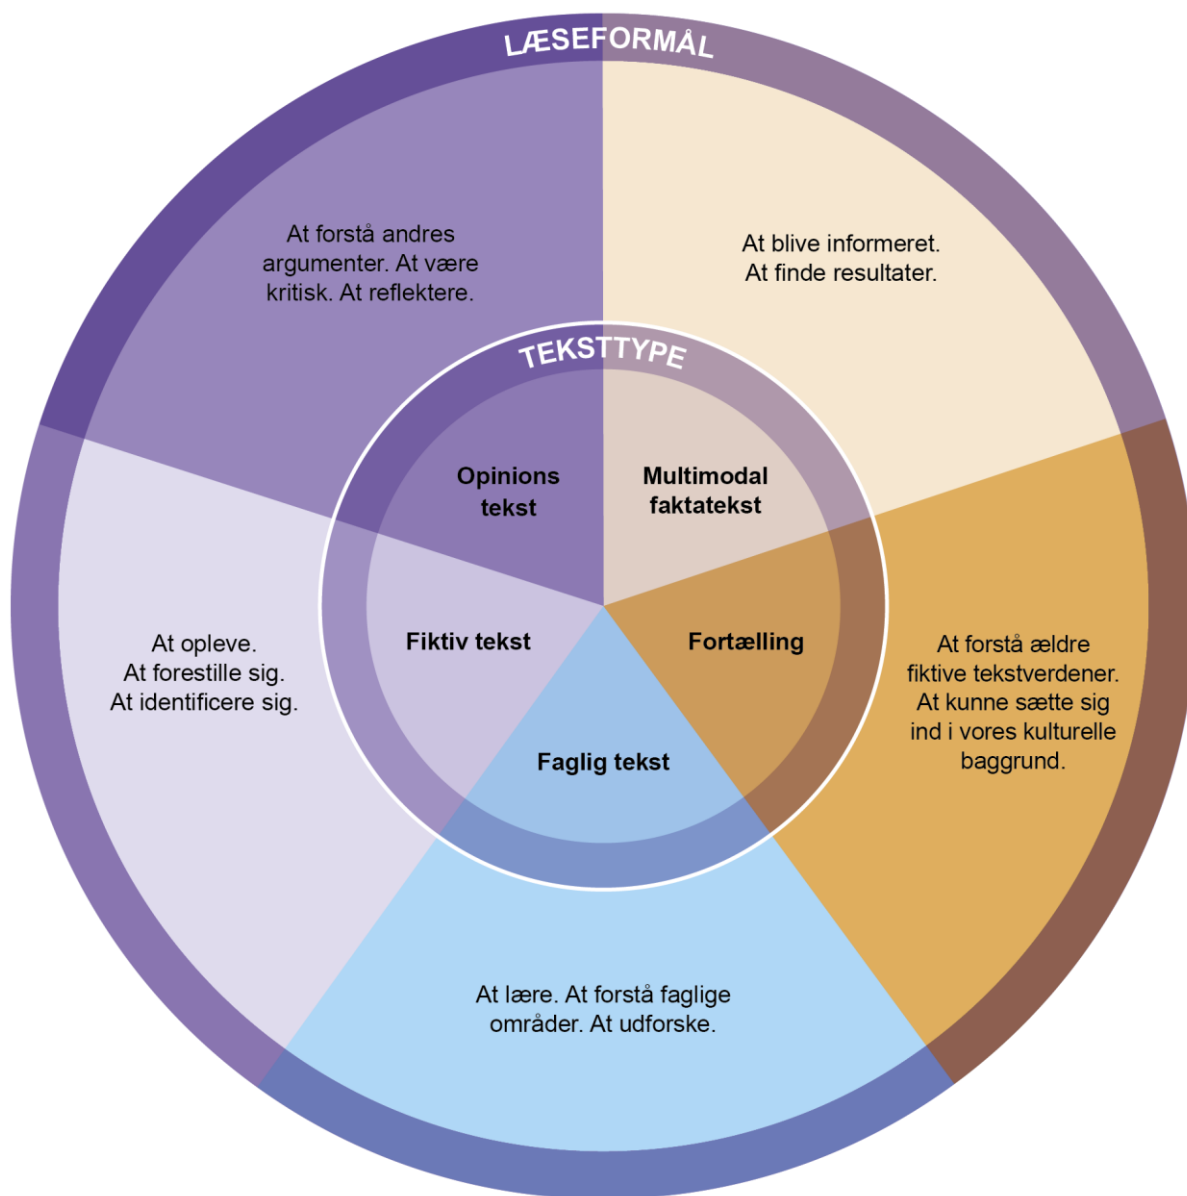 LÆSEFORMÅL
At forstå andres
argumenter. At være
kritisk. At reflektere.
At blive informeret.
At finde resultater.
TEKSTTYPE
Opinions
tekst
Multimodal
faktatekst
Fiktiv tekst
Fortælling
Faglig tekst
At opleve.
At forestille sig.
At identificere sig.
At forstå ældre
fiktive tekstverdener.
At kunne sætte sig
ind i vores kulturelle
baggrund.
At lære. At forstå faglige
områder. At udforske.